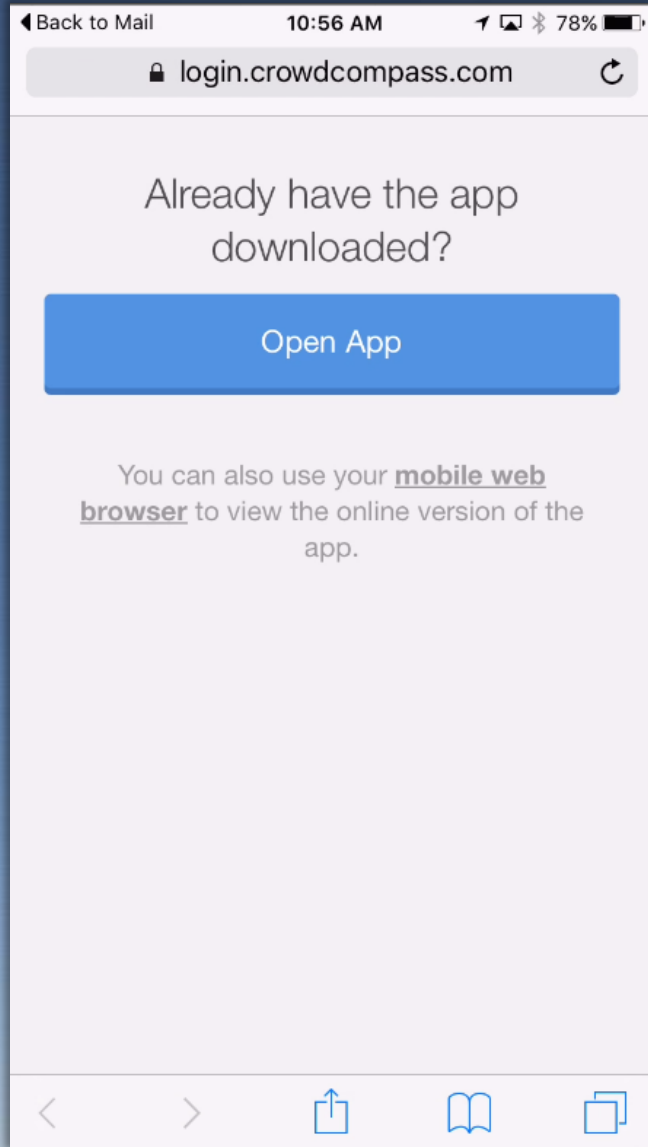 Back to Mail 10:56 AM 78%
login.crowdcompass.com
Already have the app
downloaded?
Open App
You can also use your mobile web
browser to view the online version of the
app.